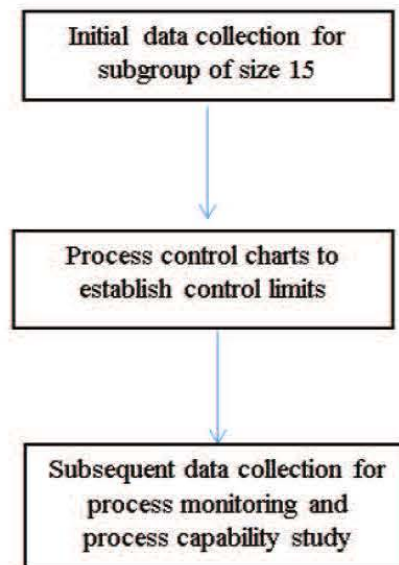 Initial data collection for
subgroup of size 15
Process control charts to
establish control limits
Subsequent data collection for
process monitoring and
process capability study